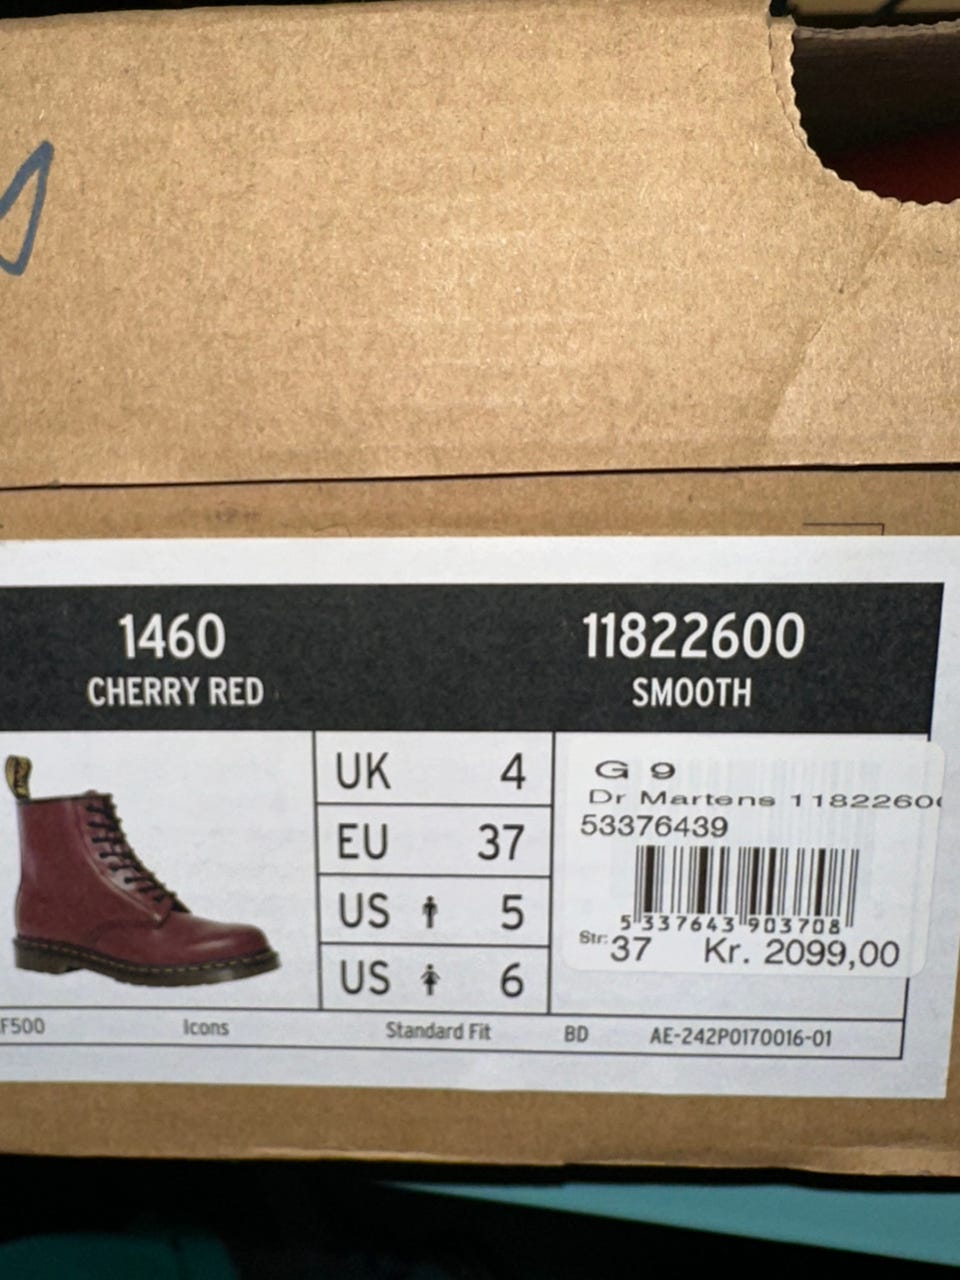 1460
CHERRY RED
11822600
SMOOTH
UK 4
EU 37
US 5
US 6
G 9
Dr Martens 1182260
53376439
5 337643 903708
Str: 37 Kr. 2099,00
F500 Icons Standard Fit BD AE-242P0170016-01